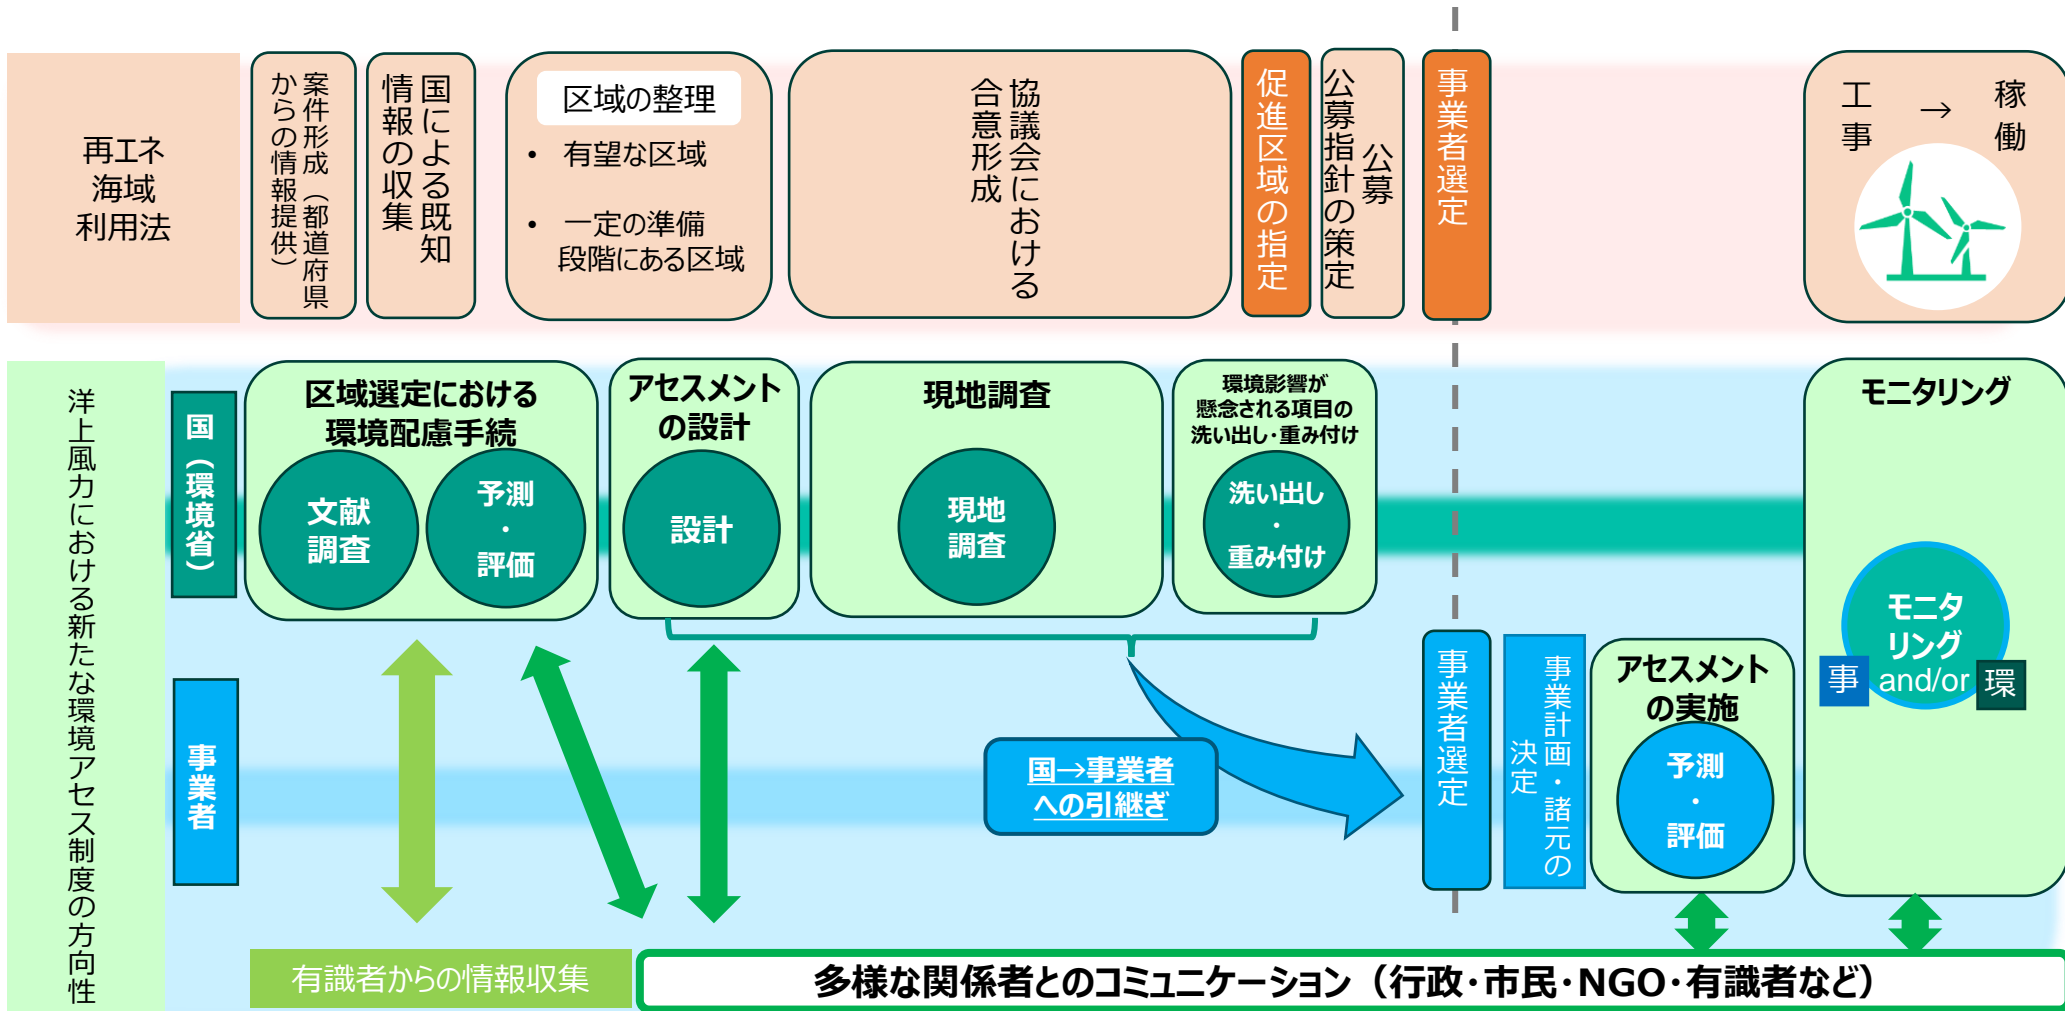 再エネ
海域
利用法
案件形成（都道府県
からの情報提供）
国による既知
情報の収集
区域の整理
• 有望な区域
• 一定の準備
段階にある区域
協議会における
合意形成
促進区域の指定
公募
公募指針の策定
事業者選定
工事
→
稼働
洋上風力における新たな環境アセス制度の方向性
国（環境省）
区域選定における
環境配慮手続
文献
調査
予測
・
評価
アセスメント
の設計
設計
現地調査
現地
調査
環境影響が
懸念される項目の
洗い出し・重み付け
洗い出し
・
重み付け
モニタリング
モニタ
リング
and/or
事
環
事業者
国→事業者
への引継ぎ
事業者選定
事業計画・諸元の
決定
アセスメント
の実施
予測
・
評価
有識者からの情報収集
多様な関係者とのコミュニケーション（行政・市民・NGO・有識者など）